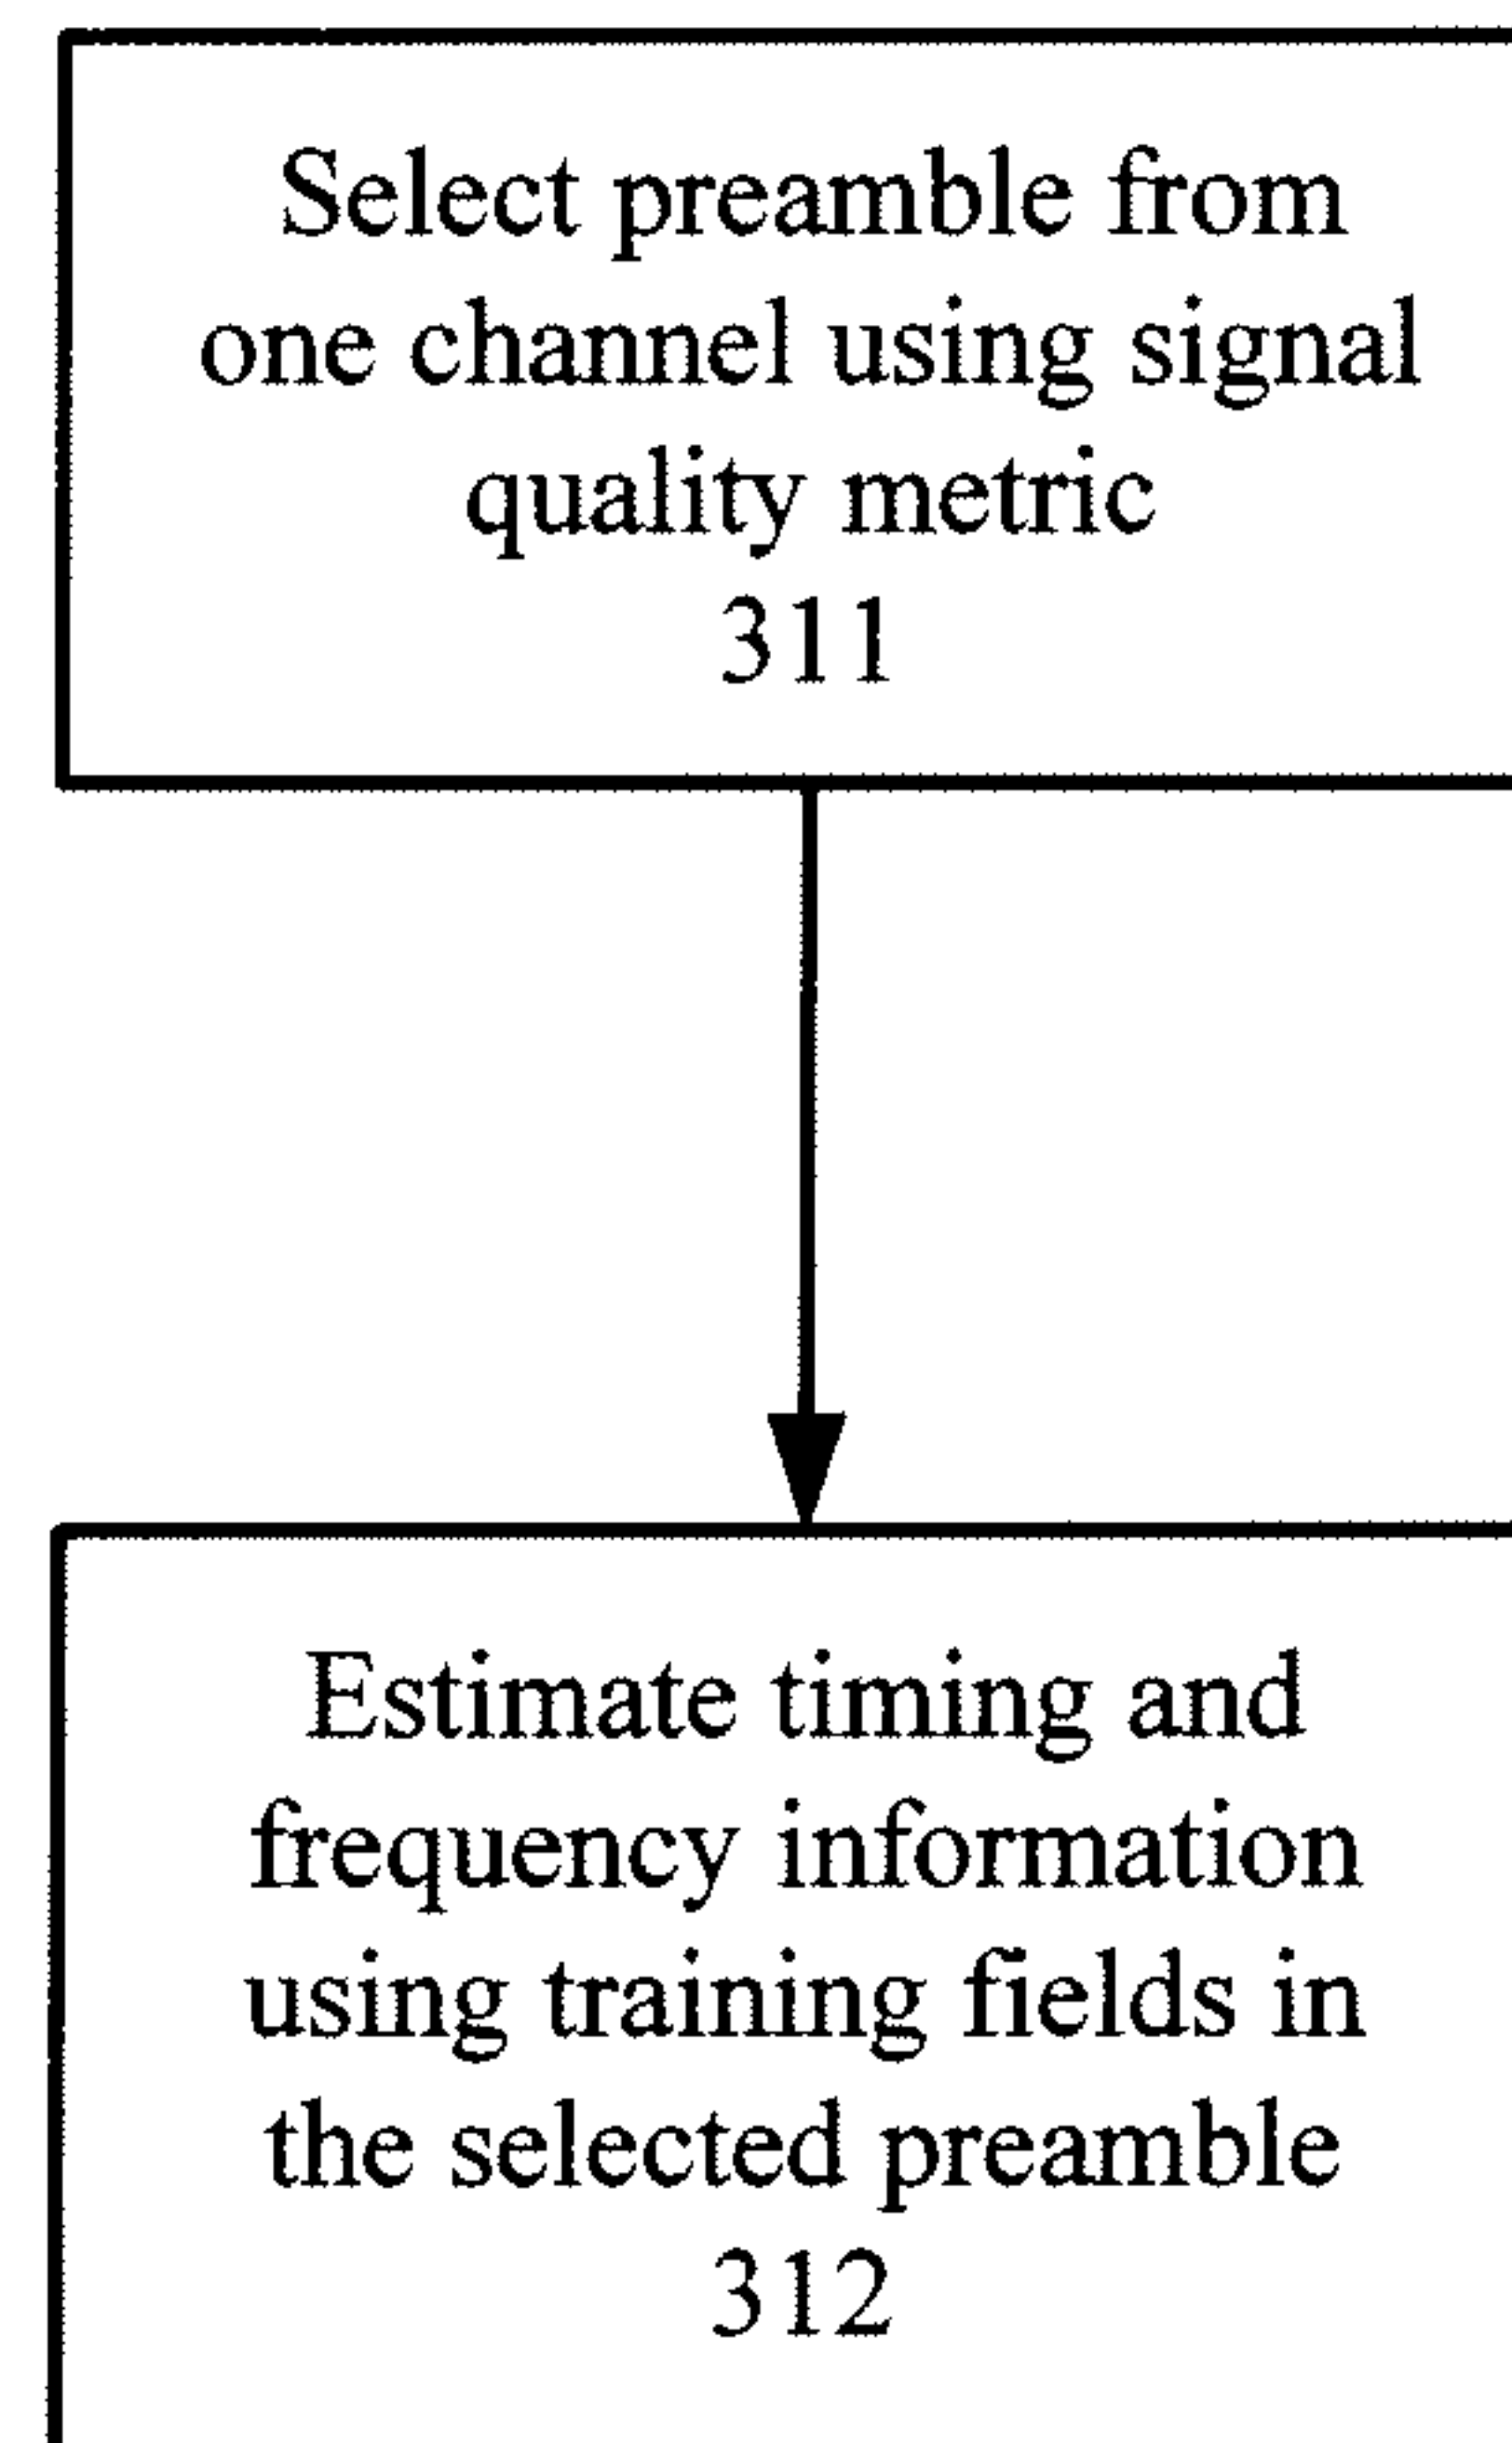 Select preamble from
one channel using signal
quality metric
311
Estimate timing and
frequency information
using training fields in
the selected preamble
312